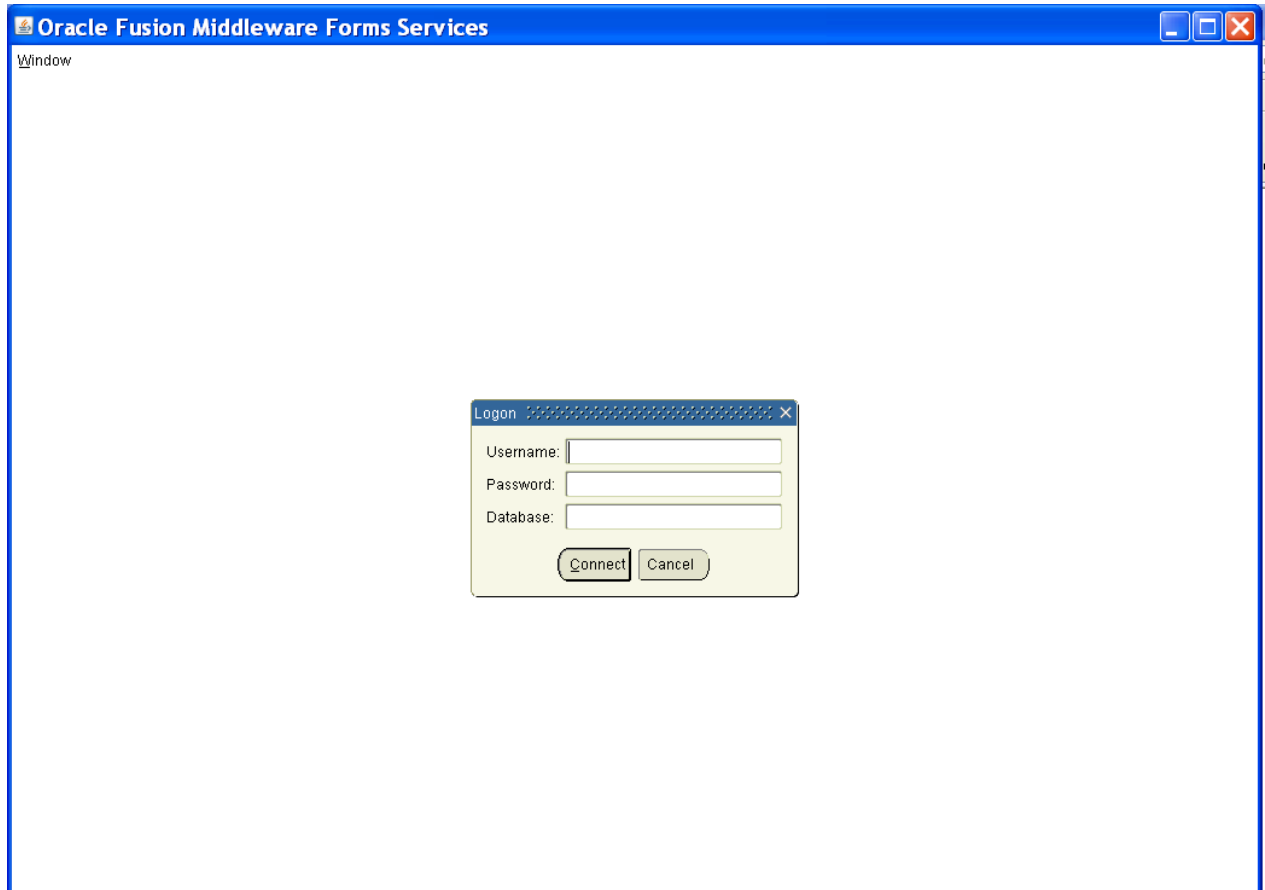 Oracle Fusion Middleware Forms Services
Window
Logon
Username:
Password:
Database:
Connect Cancel